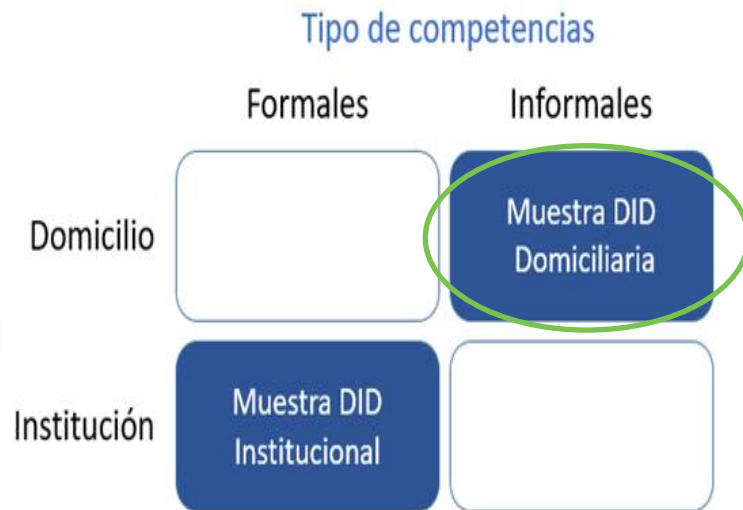 Tipo de competencias
Formales Informales
Domicilio
Muestra DID
Domiciliaria
Institución
Muestra DID
Institucional